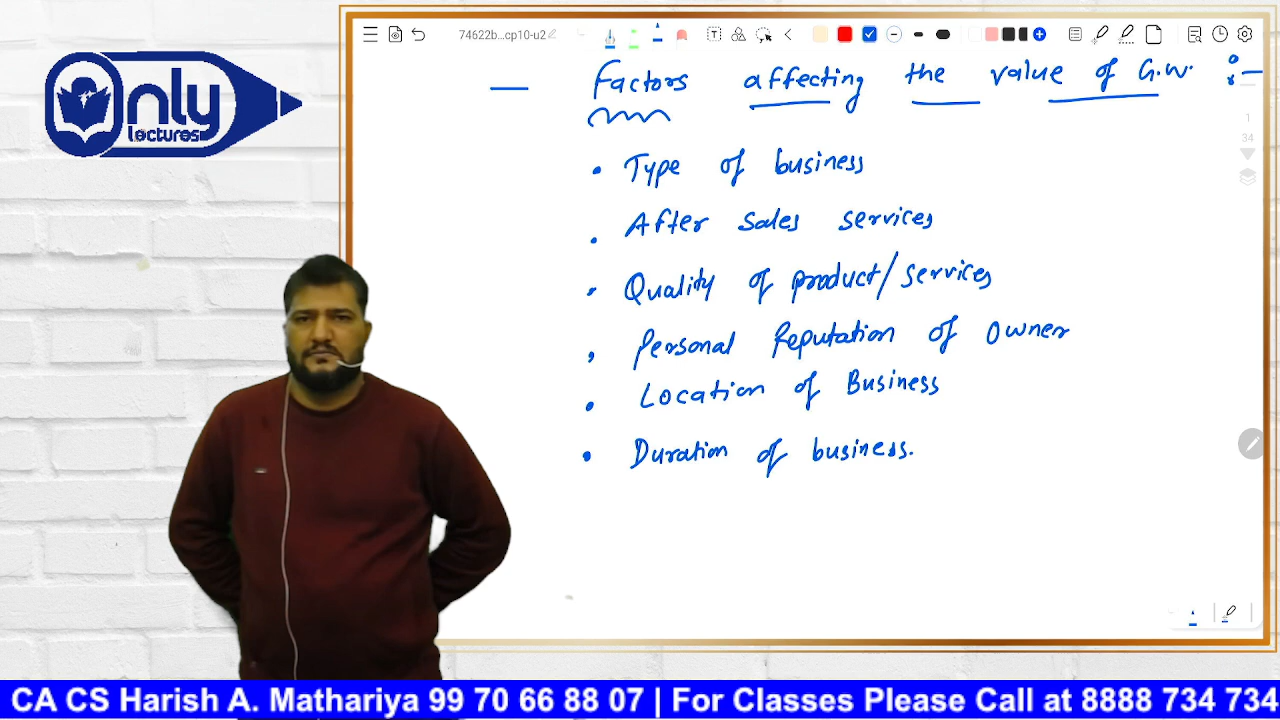 Only
lectures
74622b...cp10-u2
Factors affecting the value of G.W. :-
• Type of business
• After sales services
• Quality of product/services
• Personal Reputation of Owner
• Location of Business
• Duration of business.
1
34
CA CS Harish A. Mathariya 99 70 66 88 07 | For Classes Please Call at 8888 734 734